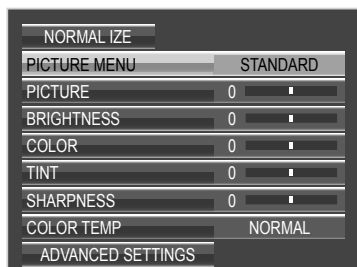 NORMAL IZE
PICTURE MENU STANDARD
PICTURE 0
BRIGHTNESS 0
COLOR 0
TINT 0
SHARPNESS 0
COLOR TEMP NORMAL
ADVANCED SETTINGS